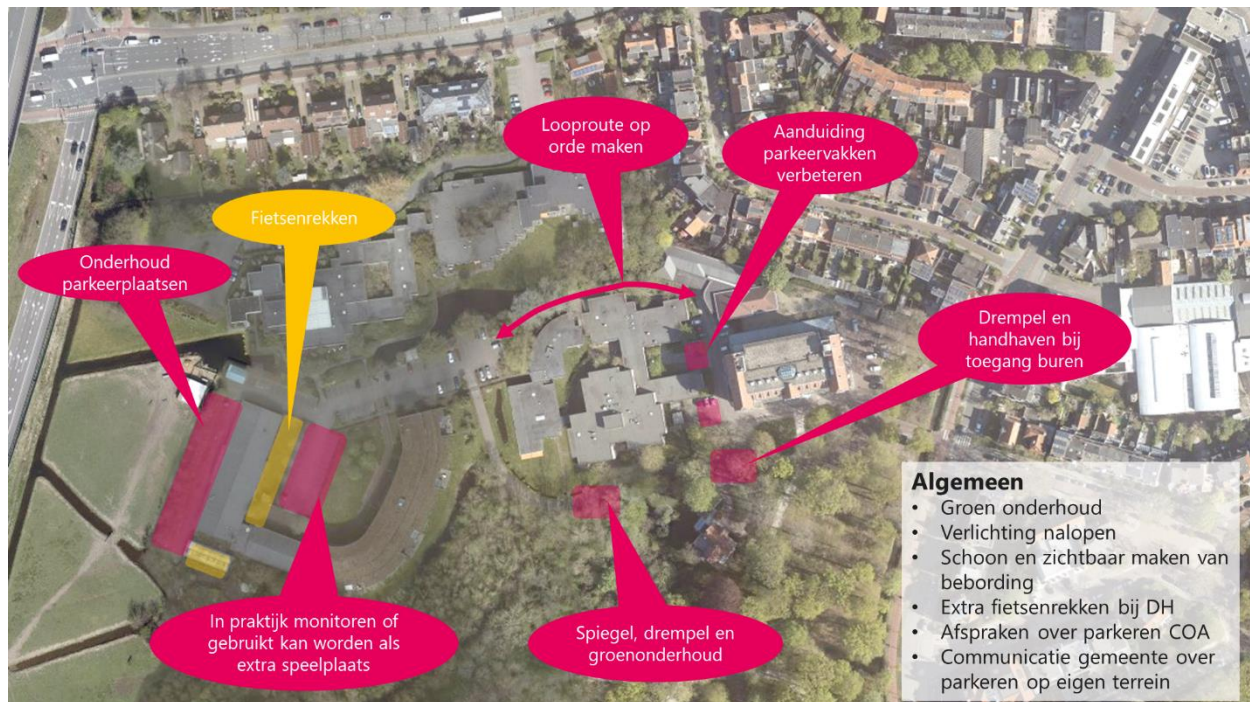 Looproute op
orde maken
Aanduiding
parkeervakken
verbeteren
Fietsenrekken
Onderhoud
parkeerplaatsen
Drempel en
handhaven bij
toegang buren
In praktijk monitoren of
gebruikt kan worden als
extra speelplaats
Spiegel, drempel en
groenonderhoud
Algemeen
• Groen onderhoud
• Verlichting nalopen
• Schoon en zichtbaar maken van
bebording
• Extra fietsenrekken bij DH
• Afspraken over parkeren COA
• Communicatie gemeente over
parkeren op eigen terrein